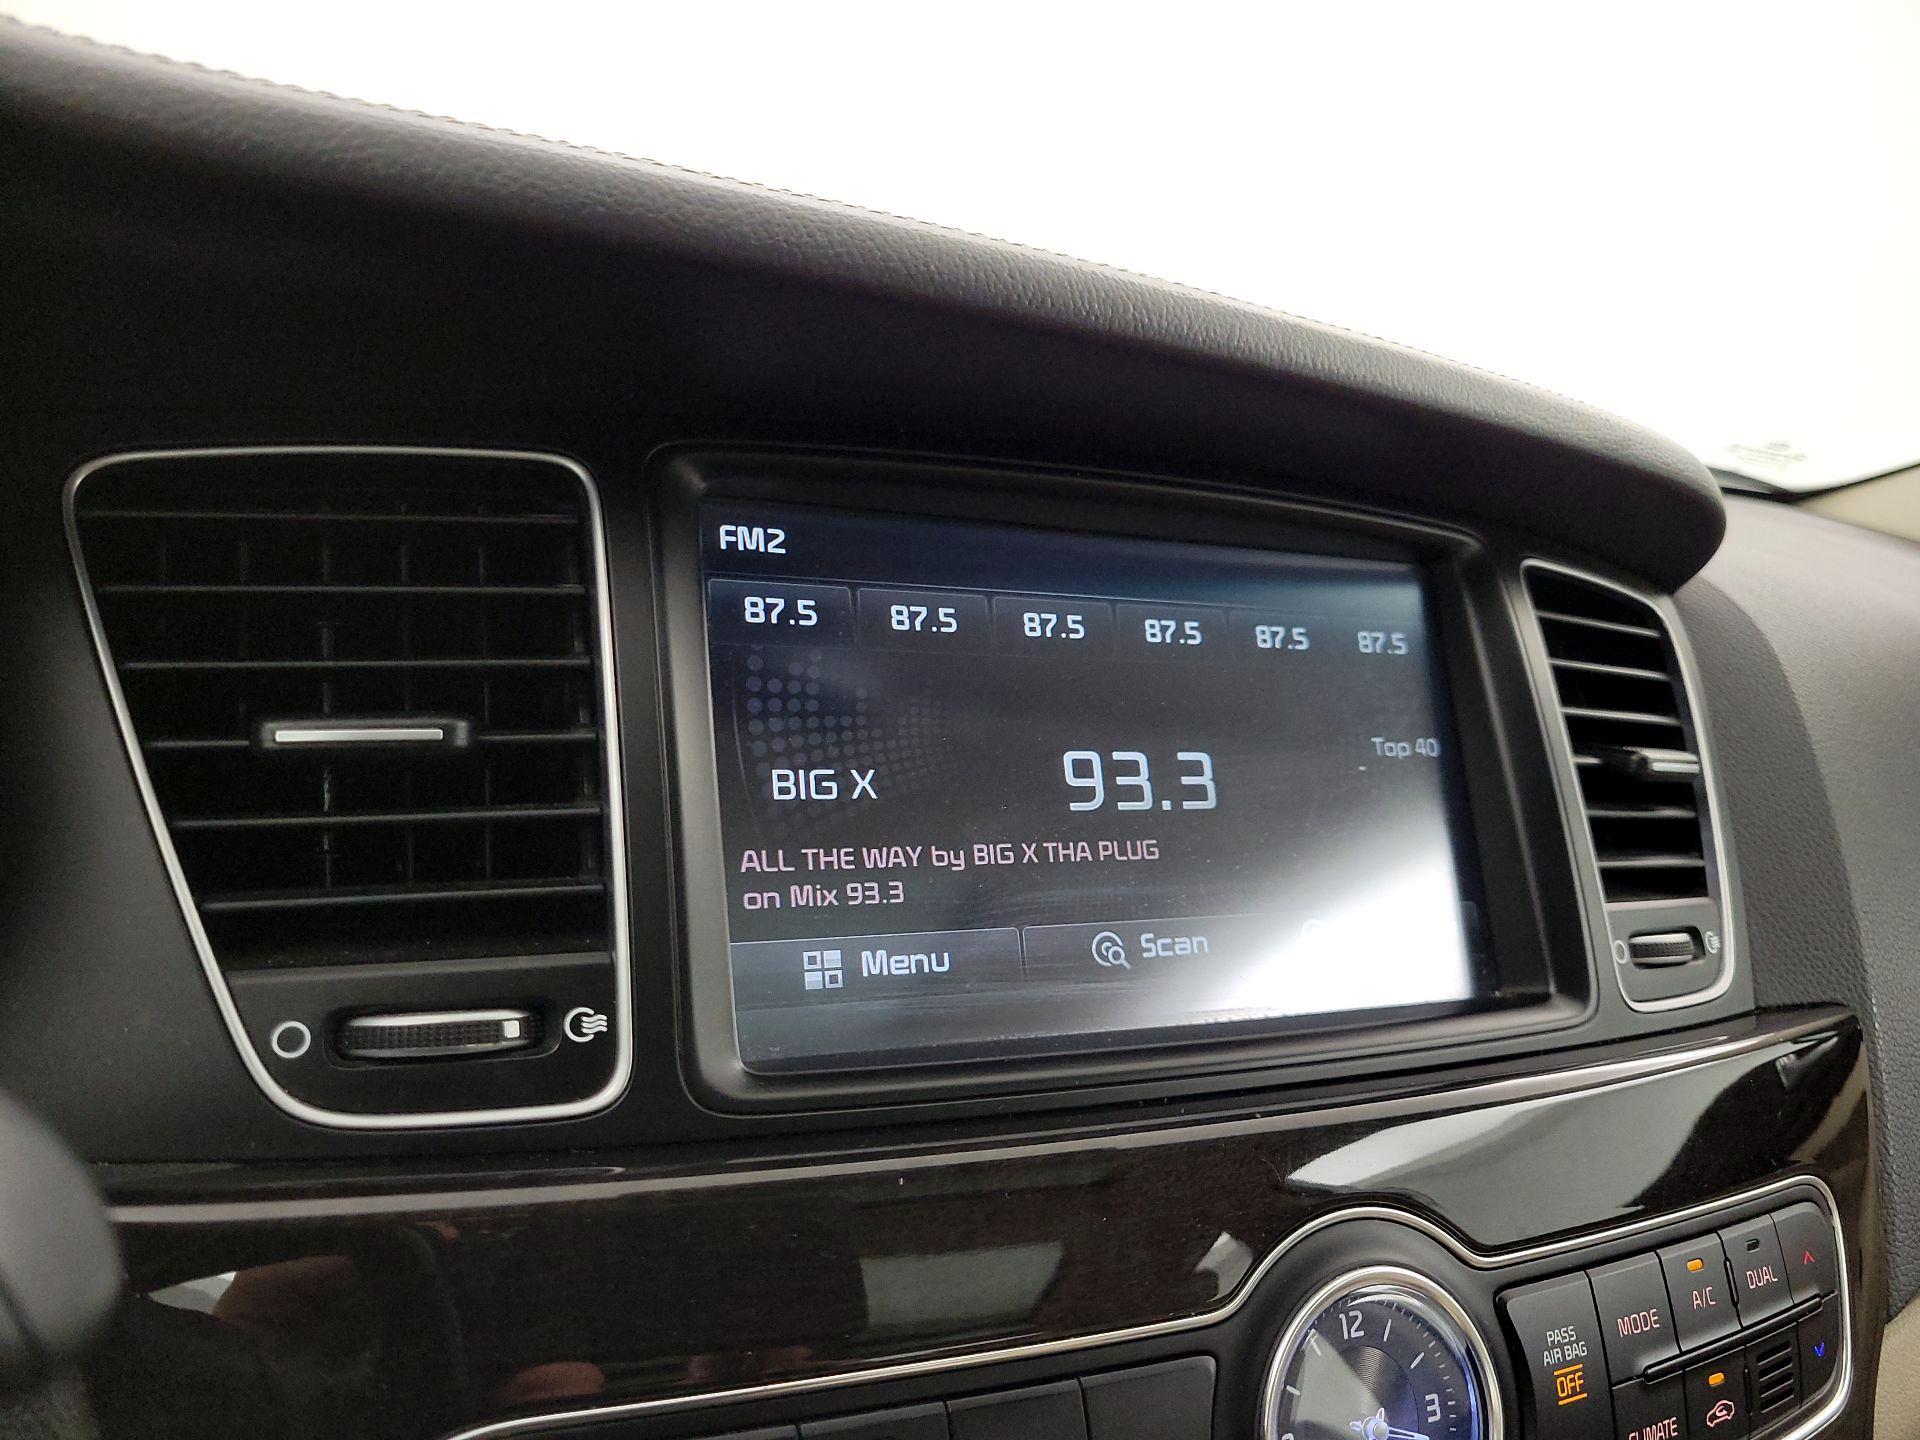 FM2
87.5 87.5 87.5 87.5 87.5 87.5
Top 40
BIG X 93.3
ALL THE WAY by BIG X THA PLUG
on Mix 93.3
Menu Scan
12
3
PASS
AIR BAG
OFF
MODE
A/C
DUAL
CLIMATE